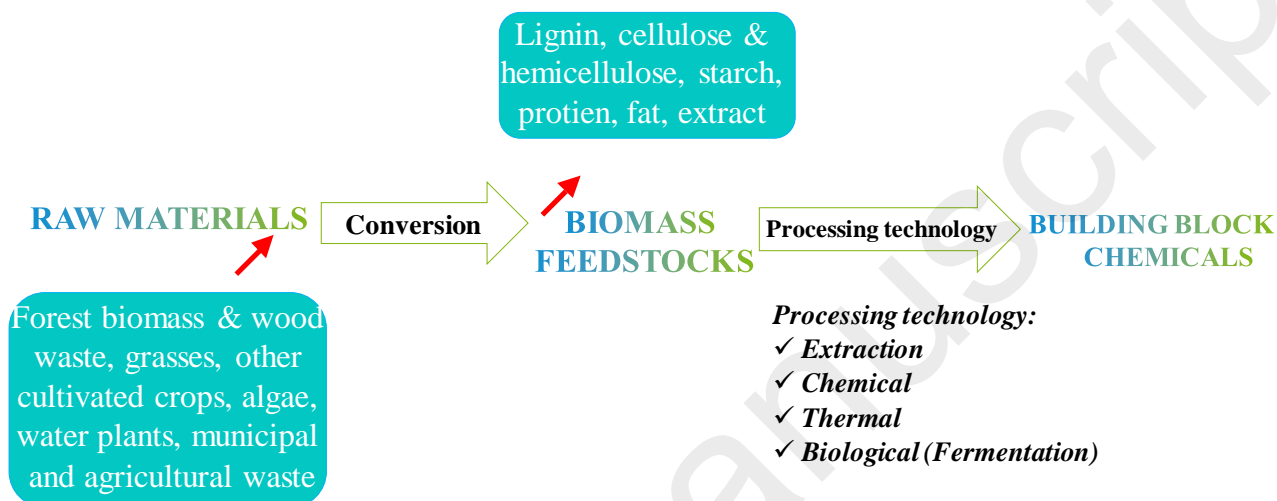 Lignin, cellulose &
hemicellulose, starch,
protien, fat, extract
RAW MATERIALS
Conversion
BIOMASS
FEEDSTOCKS
Processing technology
BUILDING BLOCK
CHEMICALS
Forest biomass & wood
waste, grasses, other
cultivated crops, algae,
water plants, municipal
and agricultural waste
Processing technology:
✓ Extraction
✓ Chemical
✓ Thermal
✓ Biological (Fermentation)